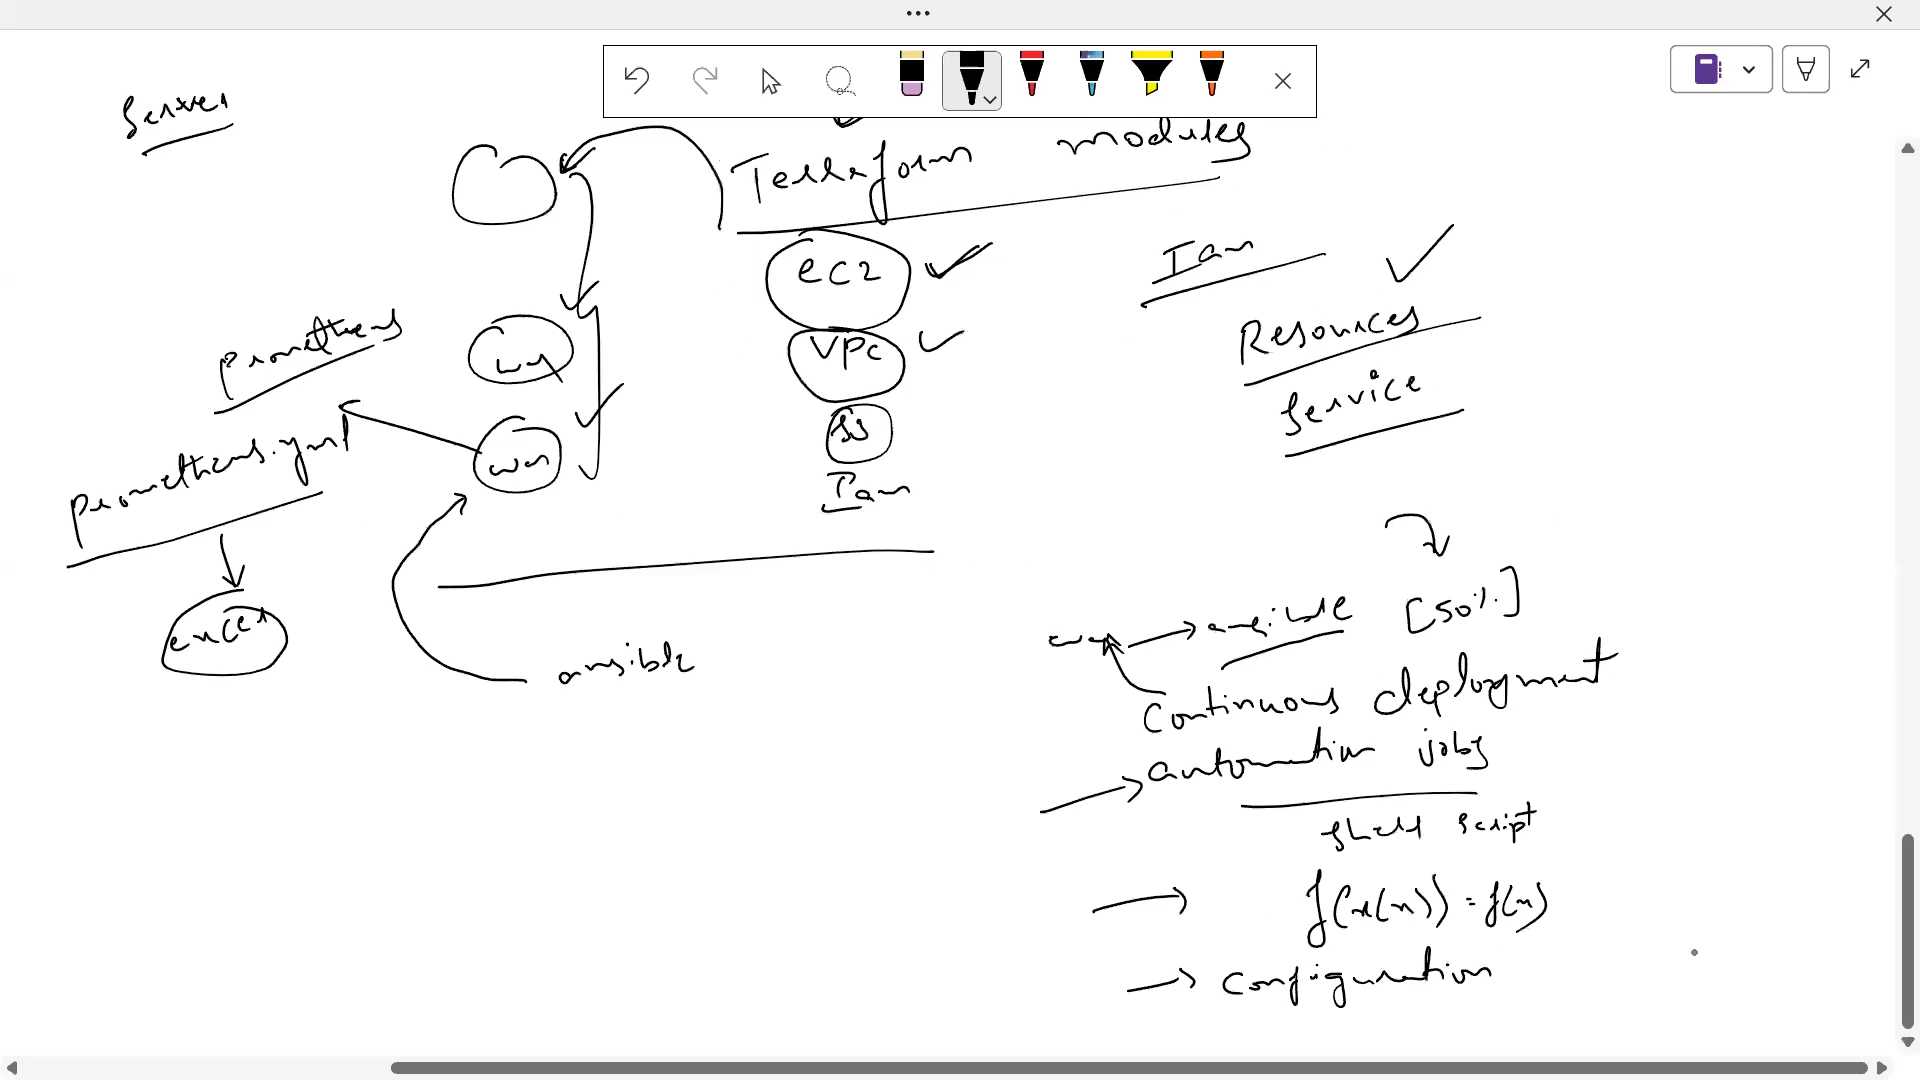 Server
Terraform modules
ec2
VPC
Iam
Prometheus
Prometheus.yml
ansible
Iam
Resources
Service
ansible [50%]
Continuous deployment
automation jobs
shell script
f(x(n)) = f(n)
Configuration